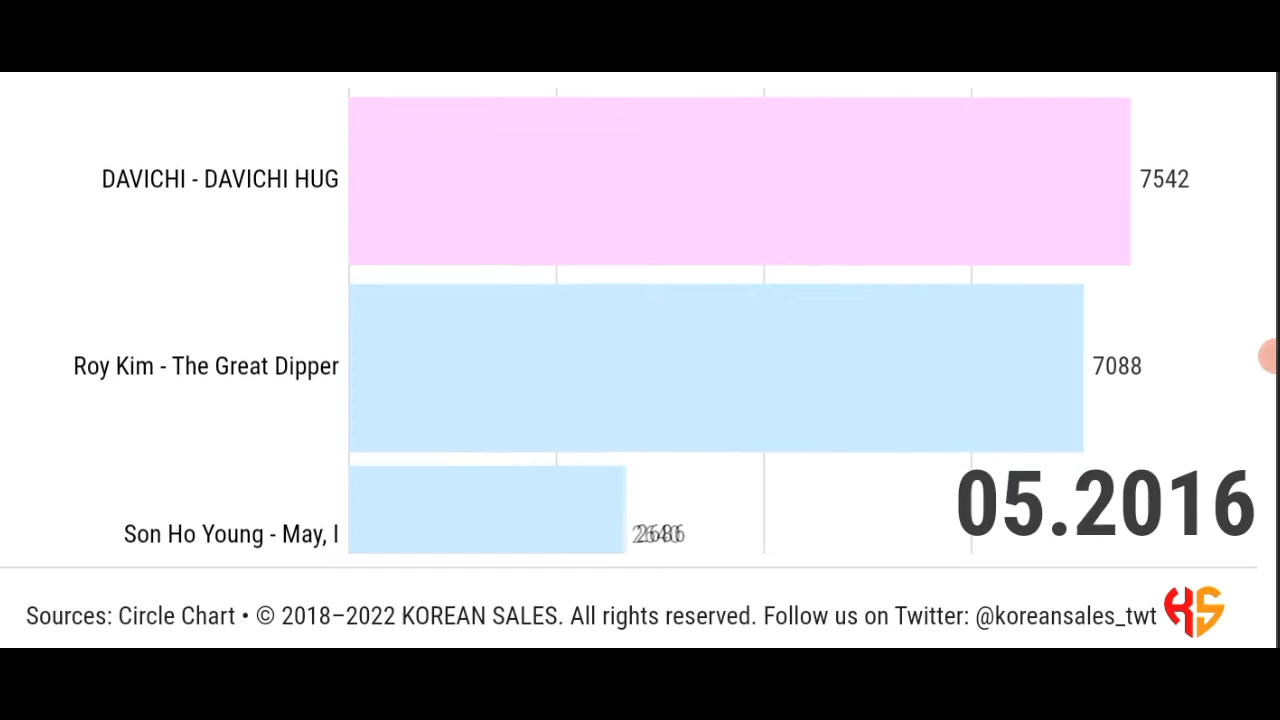 DAVICHI - DAVICHI HUG 7542
Roy Kim - The Great Dipper 7088
Son Ho Young - May, I
05.2016
Sources: Circle Chart • © 2018–2022 KOREAN SALES. All rights reserved. Follow us on Twitter: @koreansales_twt KS